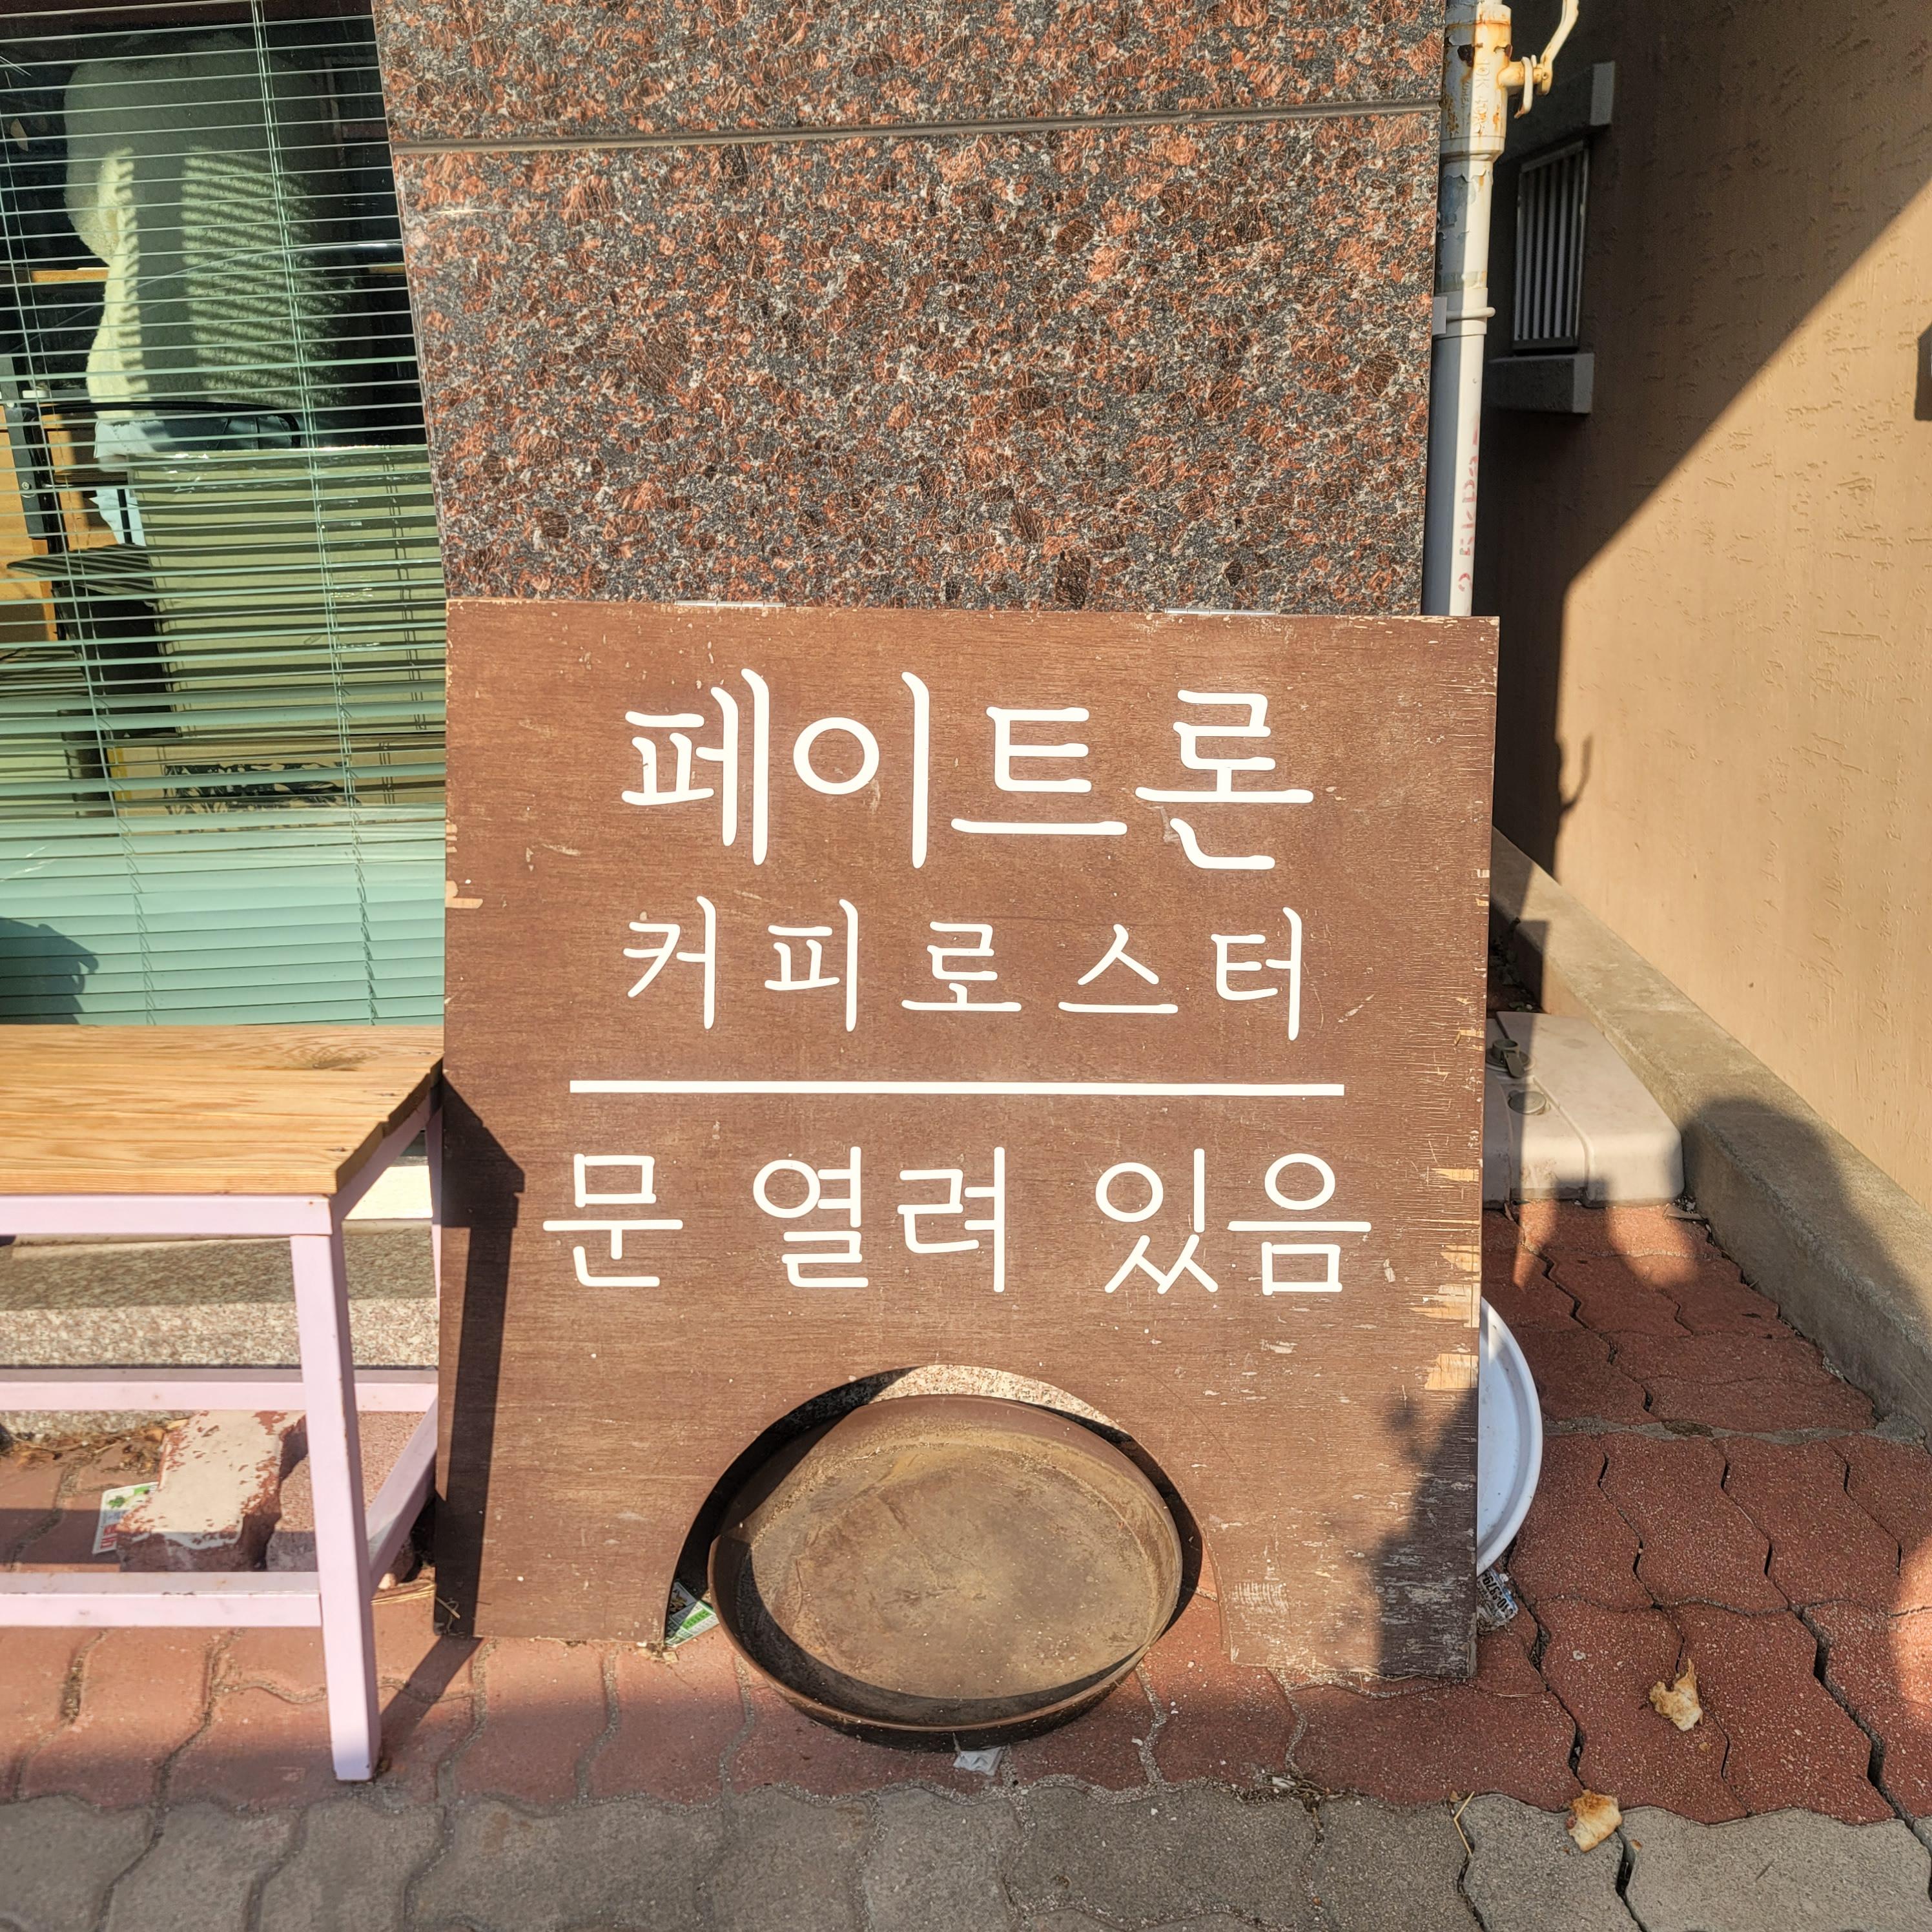 페이트론
커피로스터
문 열려 있음